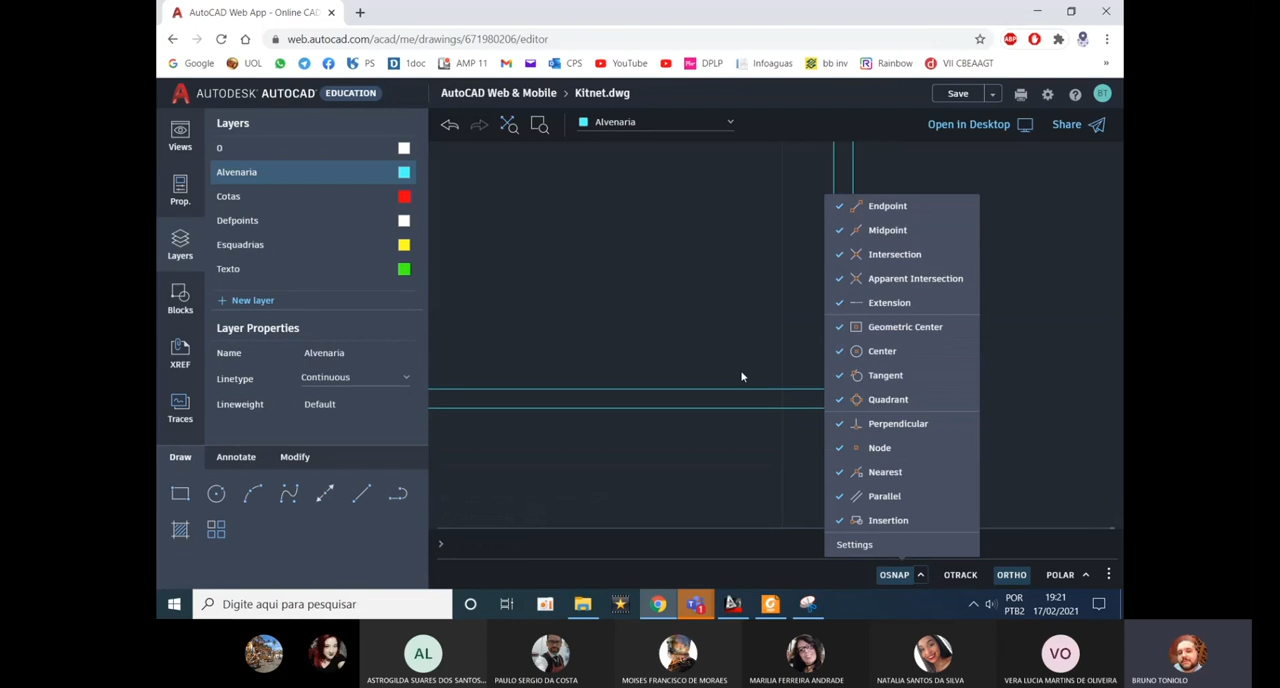 AutoCAD Web App - Online CAD
web.autocad.com/acad/me/drawings/671980206/editor
ABP
Google UOL PS 1doc AMP 11 CPS YouTube DPLP Infoaguas bb inv Rainbow VII CBEAAGT »
AUTODESK® AUTOCAD EDUCATION
AutoCAD Web & Mobile > Kitnet.dwg
Save
BT
Views
Prop.
Layers
Blocks
XREF
Traces
Layers
0
Alvenaria
Cotas
Defpoints
Esquadrias
Texto
+ New layer
Layer Properties
Name Alvenaria
Linetype Continuous
Lineweight Default
Draw Annotate Modify
Alvenaria
Open in Desktop Share
Endpoint
Midpoint
Intersection
Apparent Intersection
Extension
Geometric Center
Center
Tangent
Quadrant
Perpendicular
Node
Nearest
Parallel
Insertion
Settings
OSNAP OTRACK ORTHO POLAR
Digite aqui para pesquisar
POR
PTB2
19:21
17/02/2021
AL
VO
ASTROGILDA SUARES DOS SANTOS... PAULO SERGIO DA COSTA MOISES FRANCISCO DE MORAES MARILIA FERREIRA ANDRADE NATALIA SANTOS DA SILVA VERA LUCIA MARTINS DE OLIVEIRA BRUNO TONIOLO